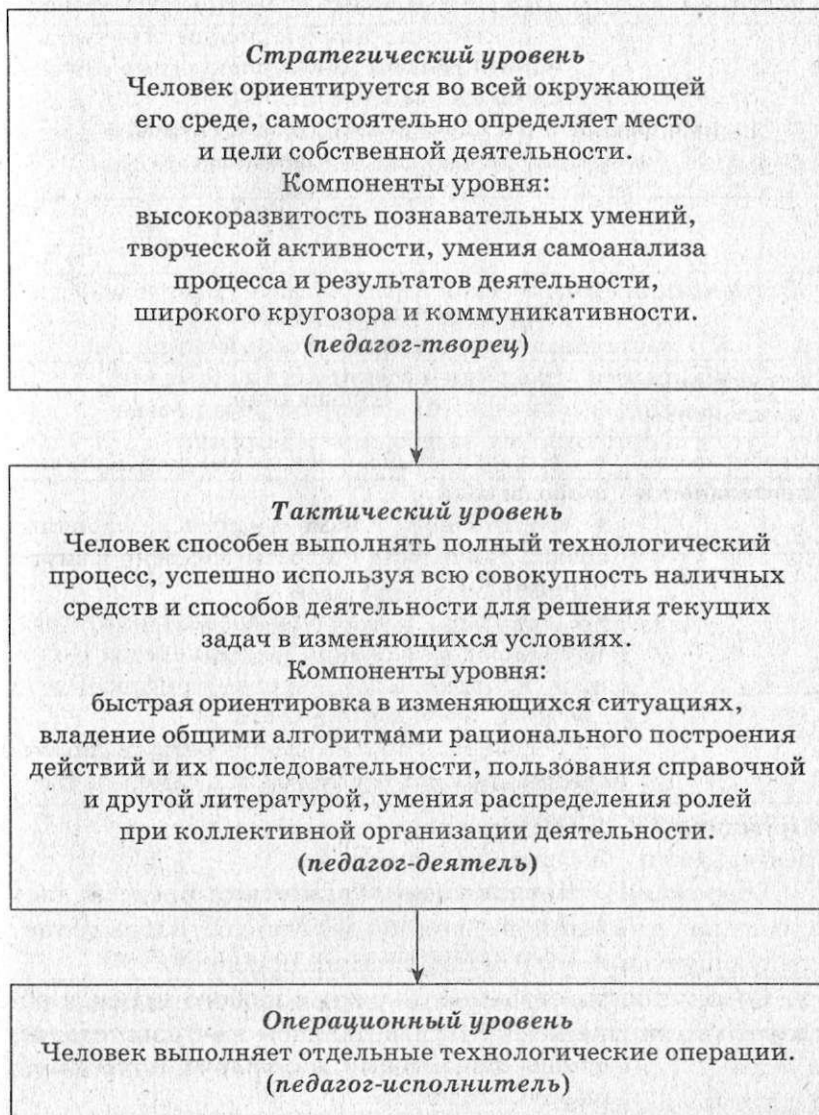 Стратегический уровень
Человек ориентируется во всей окружающей
его среде, самостоятельно определяет место
и цели собственной деятельности.
Компоненты уровня:
высокоразвитость познавательных умений,
творческой активности, умения самоанализа
процесса и результатов деятельности,
широкого кругозора и коммуникативности.
(педагог-творец)
Тактический уровень
Человек способен выполнять полный технологический
процесс, успешно используя всю совокупность наличных
средств и способов деятельности для решения текущих
задач в изменяющихся условиях.
Компоненты уровня:
быстрая ориентировка в изменяющихся ситуациях,
владение общими алгоритмами рационального построения
действий и их последовательности, пользования справочной
и другой литературой, умения распределения ролей
при коллективной организации деятельности.
(педагог-деятель)
Операционный уровень
Человек выполняет отдельные технологические операции.
(педагог-исполнитель)